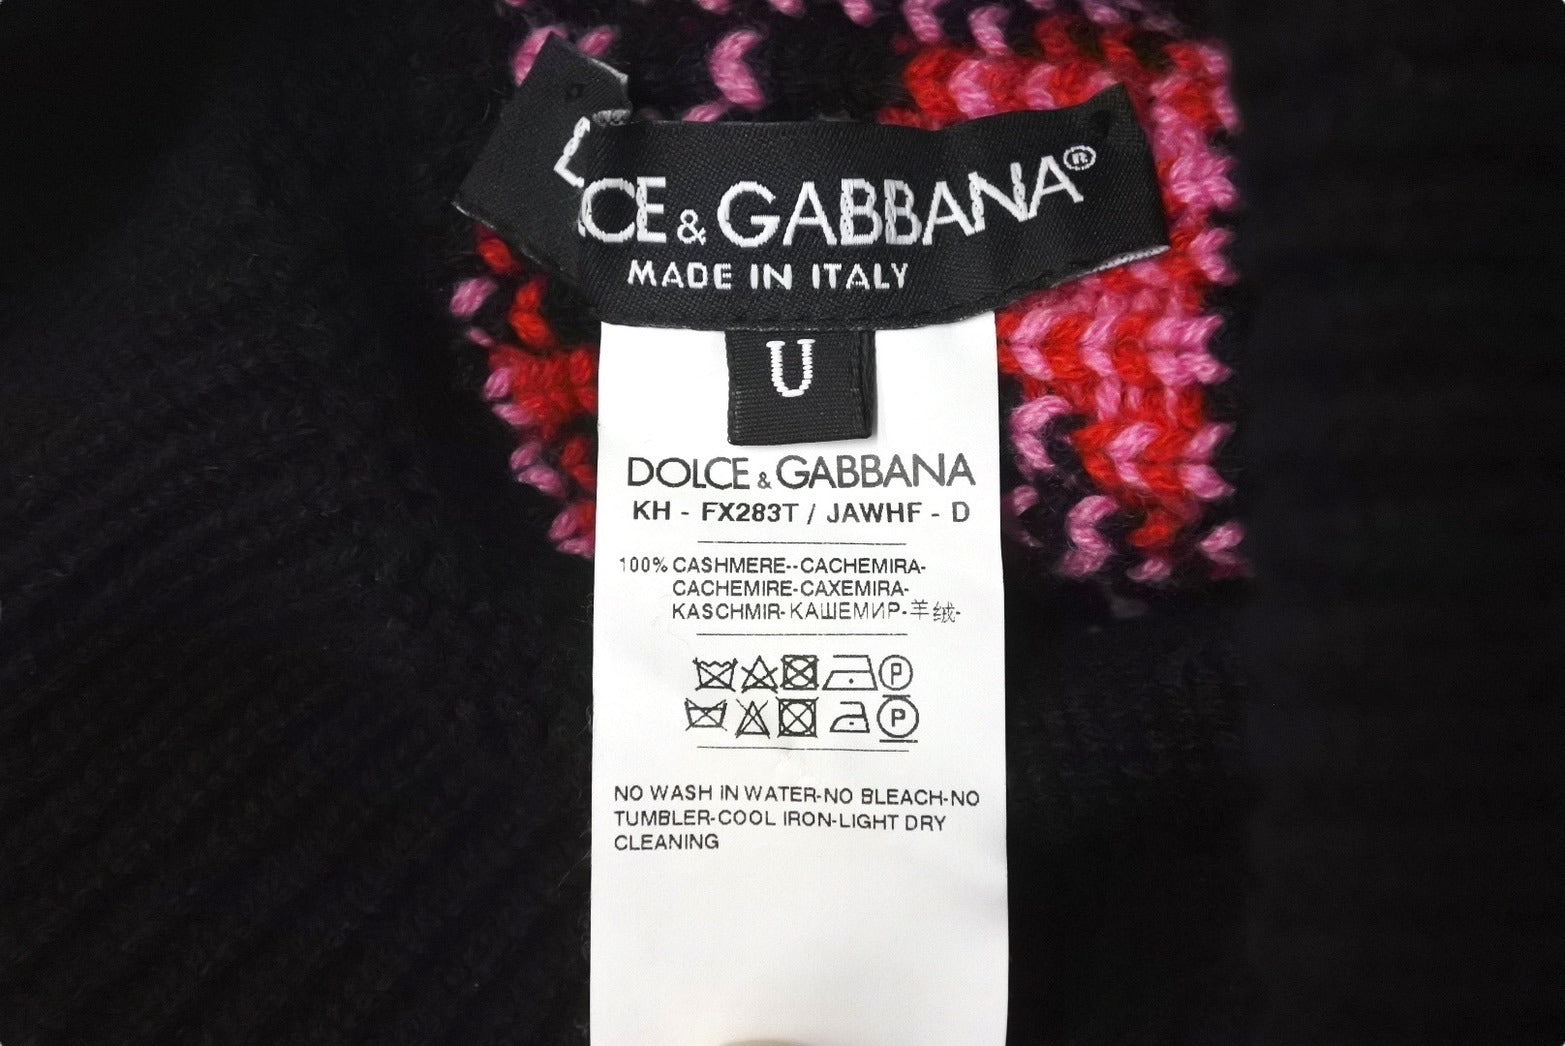 DOLCE & GABBANA®
MADE IN ITALY
U
DOLCE & GABBANA
KH - FX283T / JAWHF - D
100% CASHMERE--CACHEMIRA-
CACHEMIRE-CAXEMIRA-
KASCHMIR-КАШЕМИР-羊绒-
P
P
NO WASH IN WATER-NO BLEACH-NO
TUMBLER-COOL IRON-LIGHT DRY
CLEANING